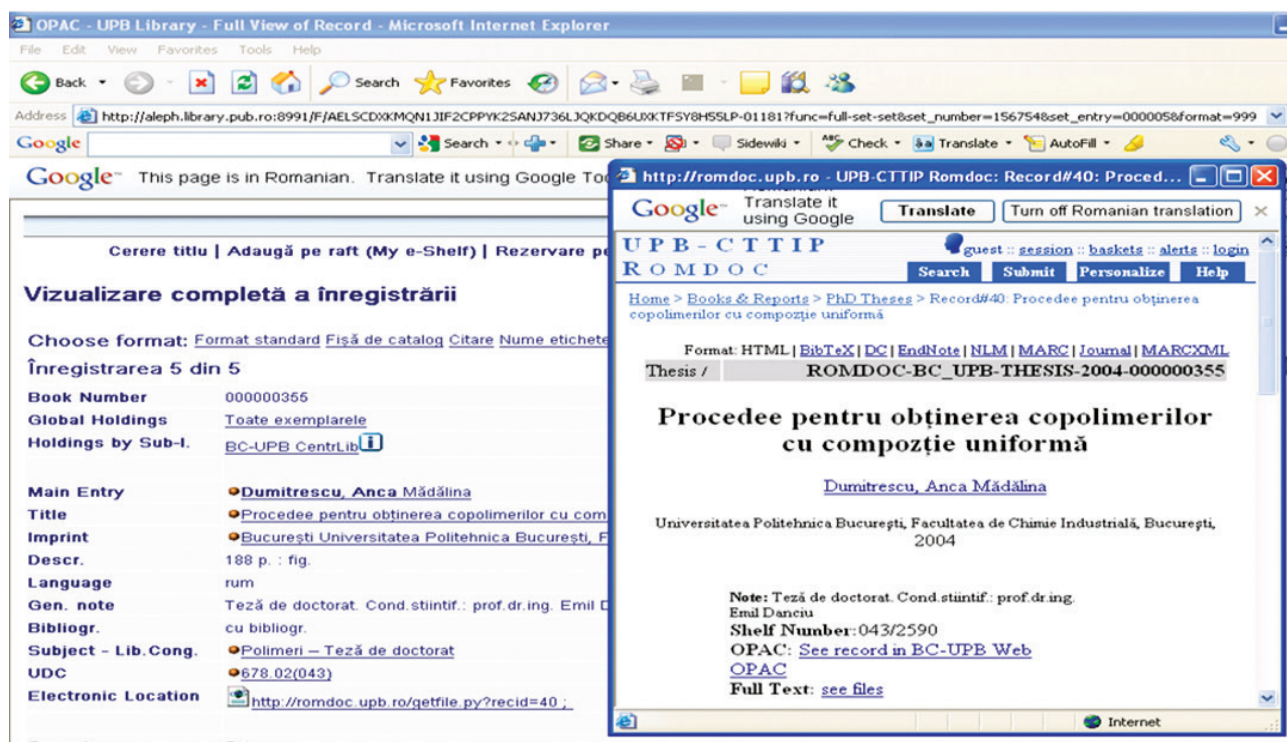 OPAC - UPB Library - Full View of Record - Microsoft Internet Explorer
File Edit View Favorites Tools Help
Back Search Favorites
Address http://aleph.library.pub.ro:8991/F/AELSCDXKMQN1JIF2CPPYK2SANJ736LJQKDQB6UXKTFSY8H55LP-01181?func=full-set-set&set_number=156754&set_entry=000005&format=999
Google Search Share Sidewiki Check Translate AutoFill
Google This page is in Romanian. Translate it using Google
Cerere titlu | Adaugă pe raft (My e-Shelf) | Rezervare
Vizualizare completă a înregistrării
Choose format: Format standard Fișă de catalog Citare Nume etichete
Înregistrarea 5 din 5
Book Number 000000355
Global Holdings Toate exemplarele
Holdings by Sub-l. BC-UPB CentrLib
Main Entry Dumitrescu, Anca Mădălina
Title Procedee pentru obținerea copolimerilor cu com
Imprint București Universitatea Politehnica București, F
Descr. 188 p. : fig.
Language rum
Gen. note Teză de doctorat. Cond.stiintif.: prof.dr.ing. Emil D
Bibliogr. cu bibliogr.
Subject - Lib.Cong. Polimeri – Teză de doctorat
UDC 678.02(043)
Electronic Location http://romdoc.upb.ro/getfile.py?recid=40 ;
http://romdoc.upb.ro - UPB-CTTIP Romdoc: Record#40: Proced...
Google Translate it using Google Translate Turn off Romanian translation
UPB-CTTIP
ROMDOC
guest :: session :: baskets :: alerts :: login
Search Submit Personalize Help
Home > Books & Reports > PhD Theses > Record#40: Procedee pentru obținerea
copolimerilor cu compozție uniformă
Format: HTML | BibTeX | DC | EndNote | NLM | MARC | Journal | MARCXML
Thesis / ROMDOC-BC_UPB-THESIS-2004-000000355
Procedee pentru obținerea copolimerilor
cu compozție uniformă
Dumitrescu, Anca Mădălina
Universitatea Politehnica București, Facultatea de Chimie Industrială, București,
2004
Note: Teză de doctorat. Cond.stiintif.: prof.dr.ing.
Emil Danciu
Shelf Number:043/2590
OPAC: See record in BC-UPB Web
OPAC
Full Text: see files
Internet